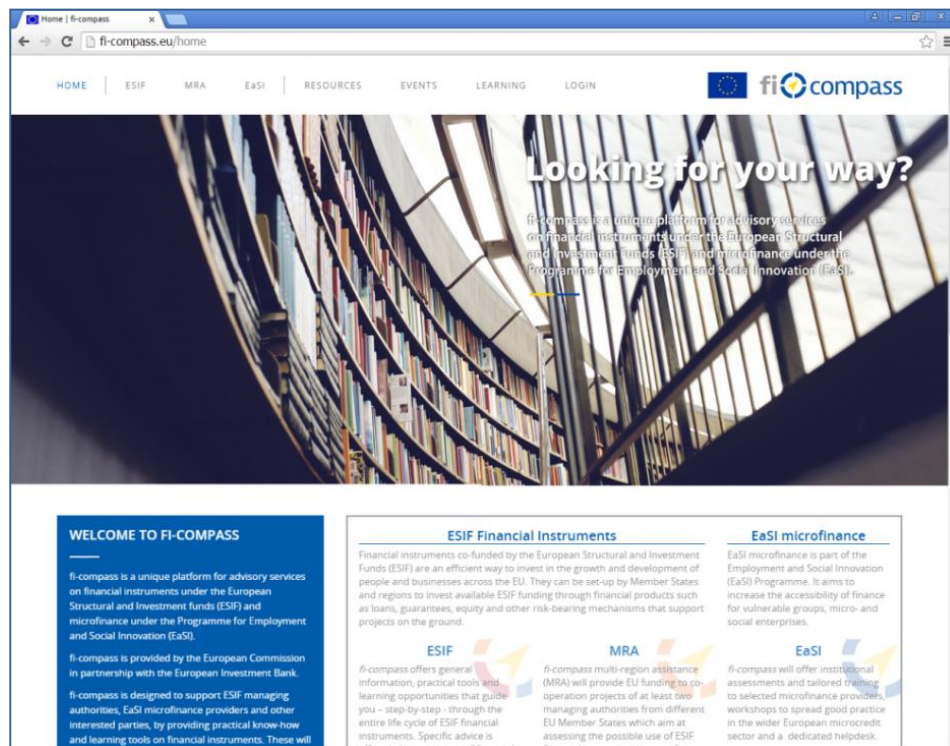 Home | fi-compass
fi-compass.eu/home
HOME ESIF MRA EaSI RESOURCES EVENTS LEARNING LOGIN
fi compass
Looking for your way?
fi-compass is a unique platform for advisory services
on financial instruments under the European Structural
and Investment Funds (ESIF) and microfinance under the
Programme for Employment and Social Innovation (EaSI).
WELCOME TO FI-COMPASS
fi-compass is a unique platform for advisory services
on financial instruments under the European
Structural and Investment funds (ESIF) and
microfinance under the Programme for Employment
and Social Innovation (EaSI).
fi-compass is provided by the European Commission
in partnership with the European Investment Bank.
fi-compass is designed to support ESIF managing
authorities, EaSI microfinance providers and other
interested parties, by providing practical know-how
and learning tools on financial instruments. These will
ESIF Financial Instruments
Financial instruments co-funded by the European Structural and Investment
Funds (ESIF) are an efficient way to invest in the growth and development of
people and businesses across the EU. They can be set-up by Member States
and regions to invest available ESIF funding through financial products such
as loans, guarantees, equity and other risk-bearing mechanisms that support
projects on the ground.
EaSI microfinance
EaSI microfinance is part of the
Employment and Social Innovation
(EaSI) Programme. It aims to
increase the accessibility of finance
for vulnerable groups, micro- and
social enterprises.
ESIF
fi-compass offers general
information, practical tools and
learning opportunities that guide
you – step-by-step - through the
entire life cycle of ESIF financial
instruments. Specific advice is
MRA
fi-compass multi-region assistance
(MRA) will provide EU funding to co-
operation projects of at least two
managing authorities from different
EU Member States which aim at
assessing the possible use of ESIF
EaSI
fi-compass will offer institutional
assessments and tailored training
to selected microfinance providers,
workshops to spread good practice
in the wider European microcredit
sector and a dedicated helpdesk.